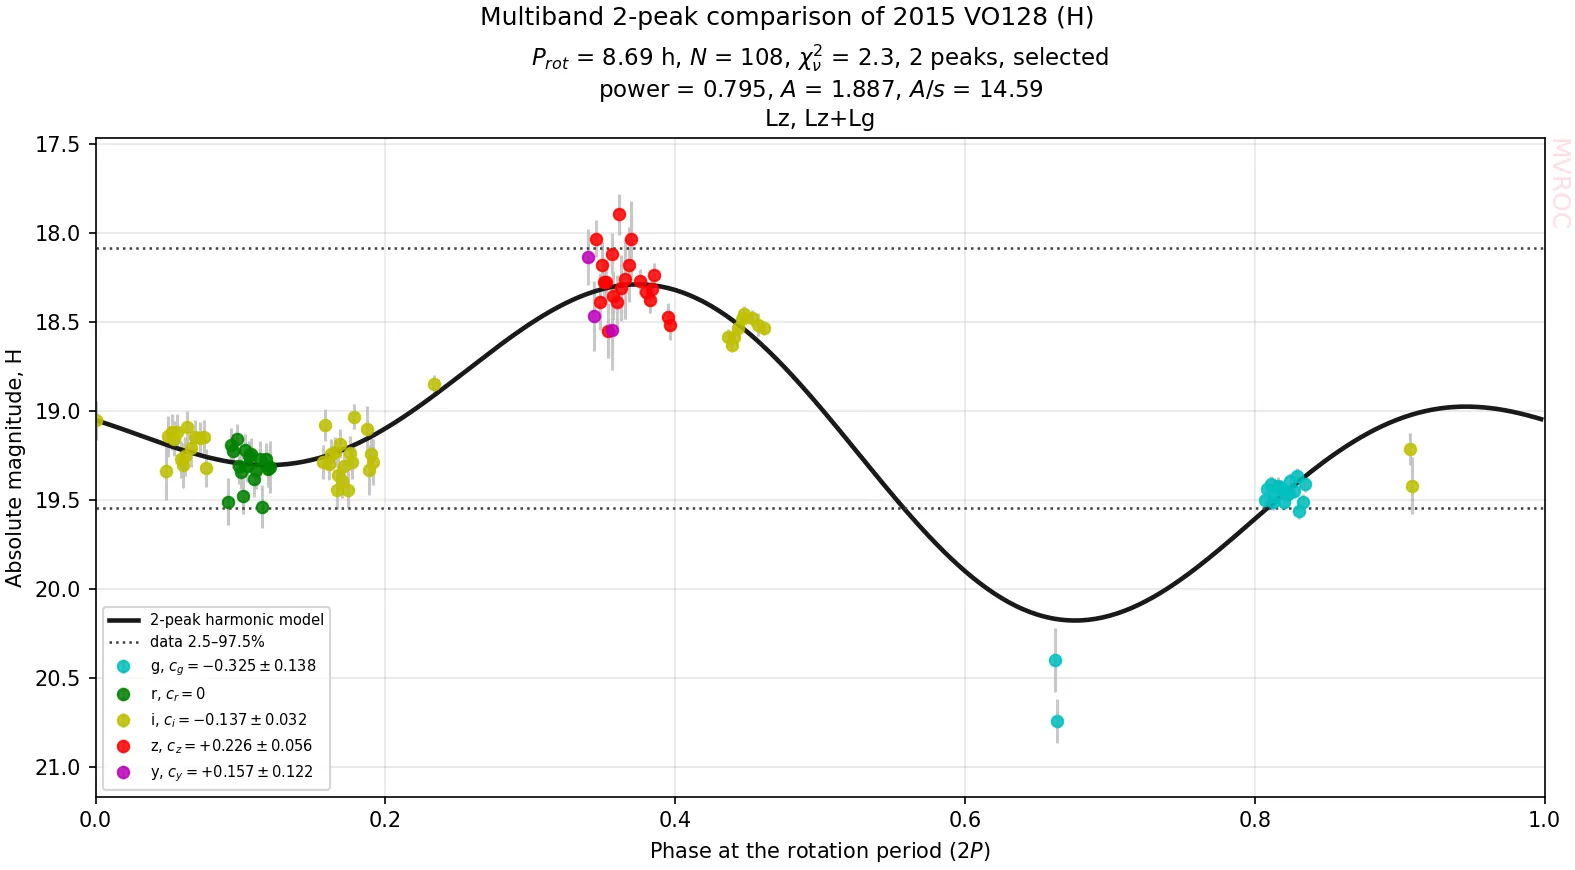 Multiband 2-peak comparison of 2015 VO128 (H)
P_rot = 8.69 h, N = 108, χ²_ν = 2.3, 2 peaks, selected
power = 0.795, A = 1.887, A/s = 14.59
Lz, Lz+Lg
MVROC
Absolute magnitude, H
17.5
18.0
18.5
19.0
19.5
20.0
20.5
21.0
2-peak harmonic model
data 2.5–97.5%
g, c_g = −0.325 ± 0.138
r, c_r = 0
i, c_i = −0.137 ± 0.032
z, c_z = +0.226 ± 0.056
y, c_y = +0.157 ± 0.122
0.0 0.2 0.4 0.6 0.8 1.0
Phase at the rotation period (2P)